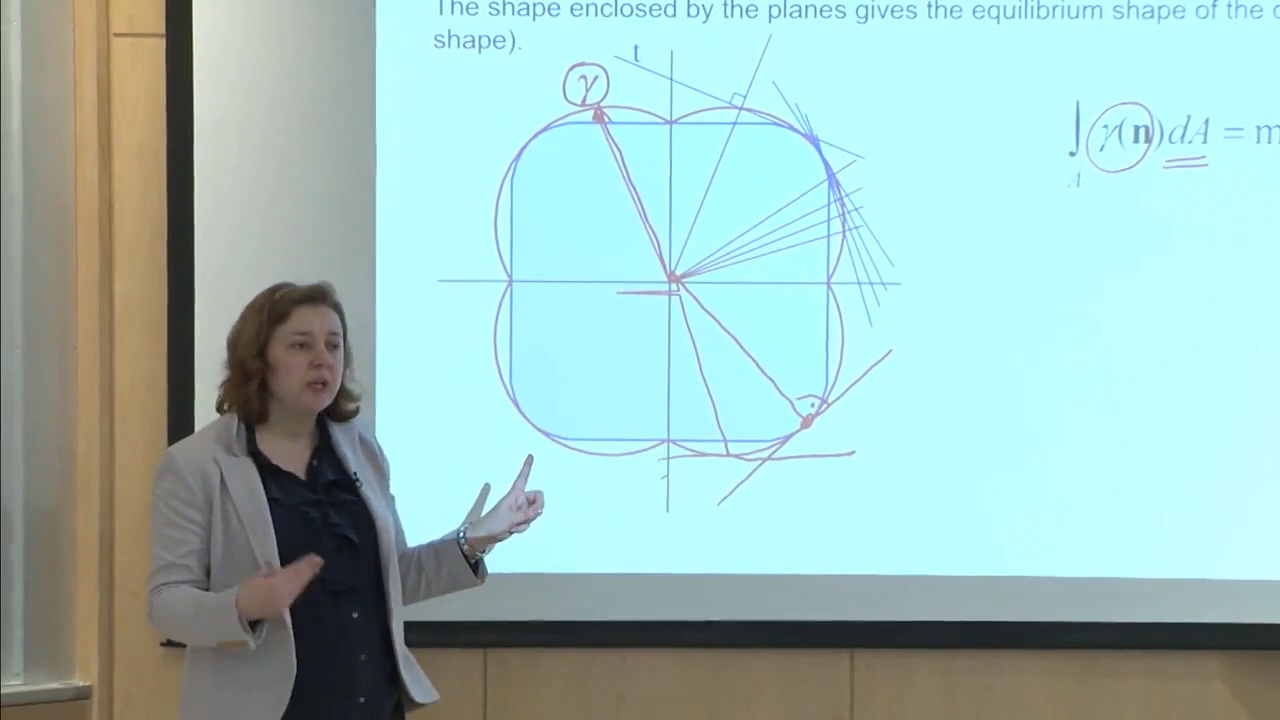 The shape enclosed by the planes gives the equilibrium shape of the
shape).
t
γ
∫ γ(n) dA = m
A